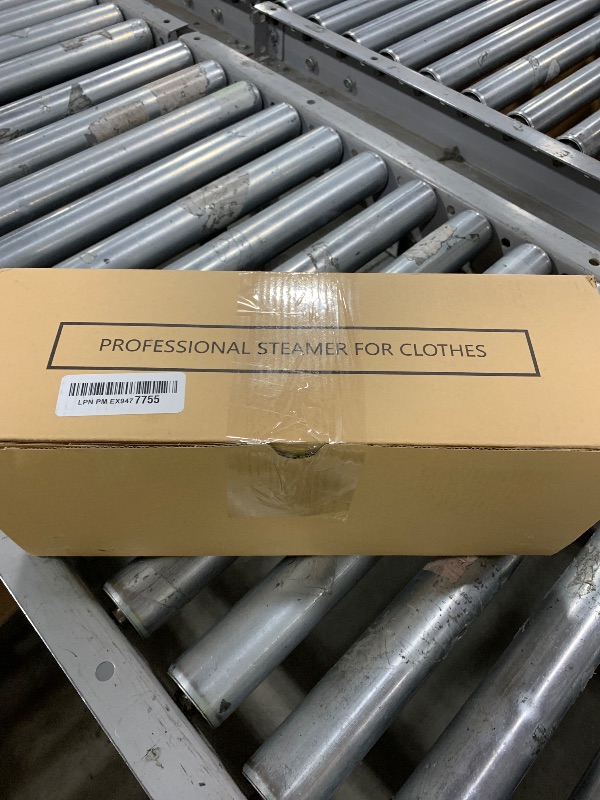 PROFESSIONAL STEAMER FOR CLOTHES
LPN PM EX947 7755